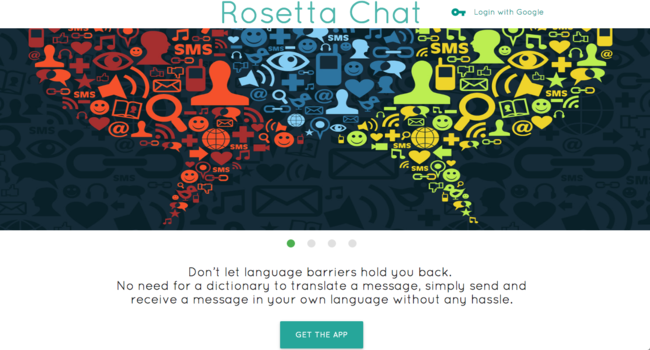 Rosetta Chat
Login with Google
SMS
SMS
SMS
SMS
SMS
SMS
Don't let language barriers hold you back.
No need for a dictionary to translate a message, simply send and
receive a message in your own language without any hassle.
GET THE APP